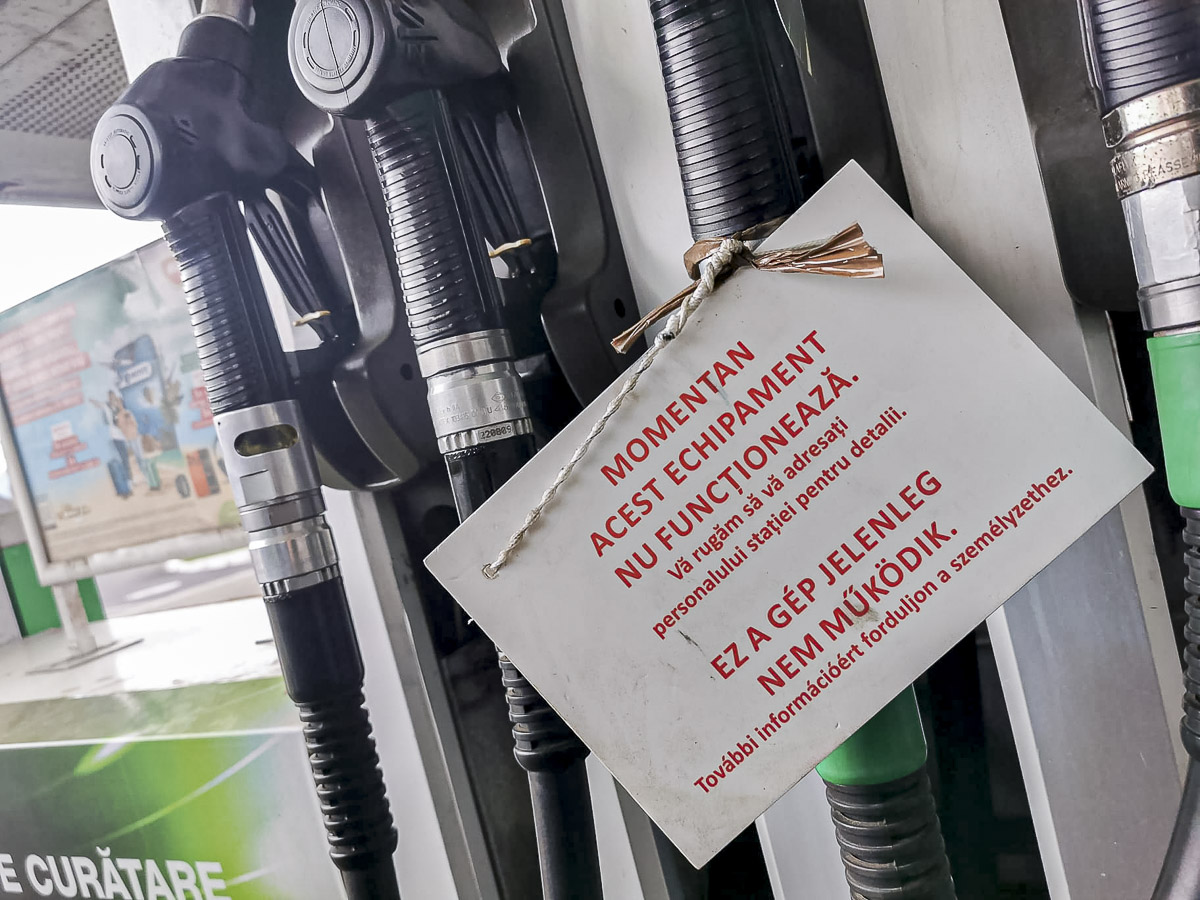 MOMENTAN
ACEST ECHIPAMENT
NU FUNCȚIONEAZĂ.
Vă rugăm să vă adresați
personalului stației pentru detalii.
EZ A GÉP JELENLEG
NEM MŰKÖDIK.
További információért forduljon a személyzethez.
220809
E CURĂȚARE